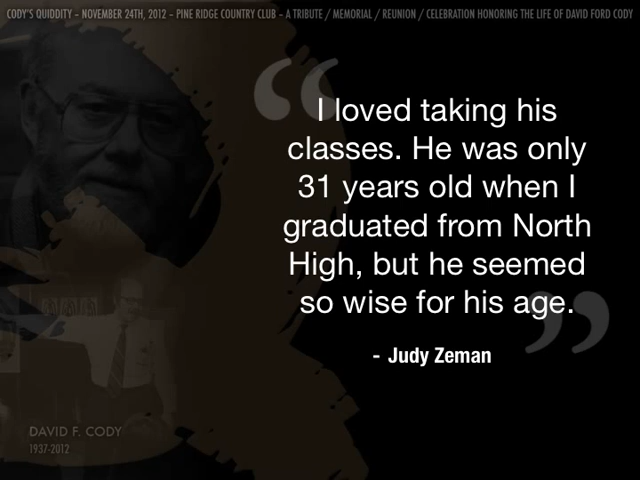 CODY'S QUIDDITY - NOVEMBER 24TH, 2012 - PINE RIDGE COUNTRY CLUB - A TRIBUTE / MEMORIAL / REUNION / CELEBRATION HONORING THE LIFE OF DAVID FORD CODY
“I loved taking his
classes. He was only
31 years old when I
graduated from North
High, but he seemed
so wise for his age.”
- Judy Zeman
DAVID F. CODY
1937-2012